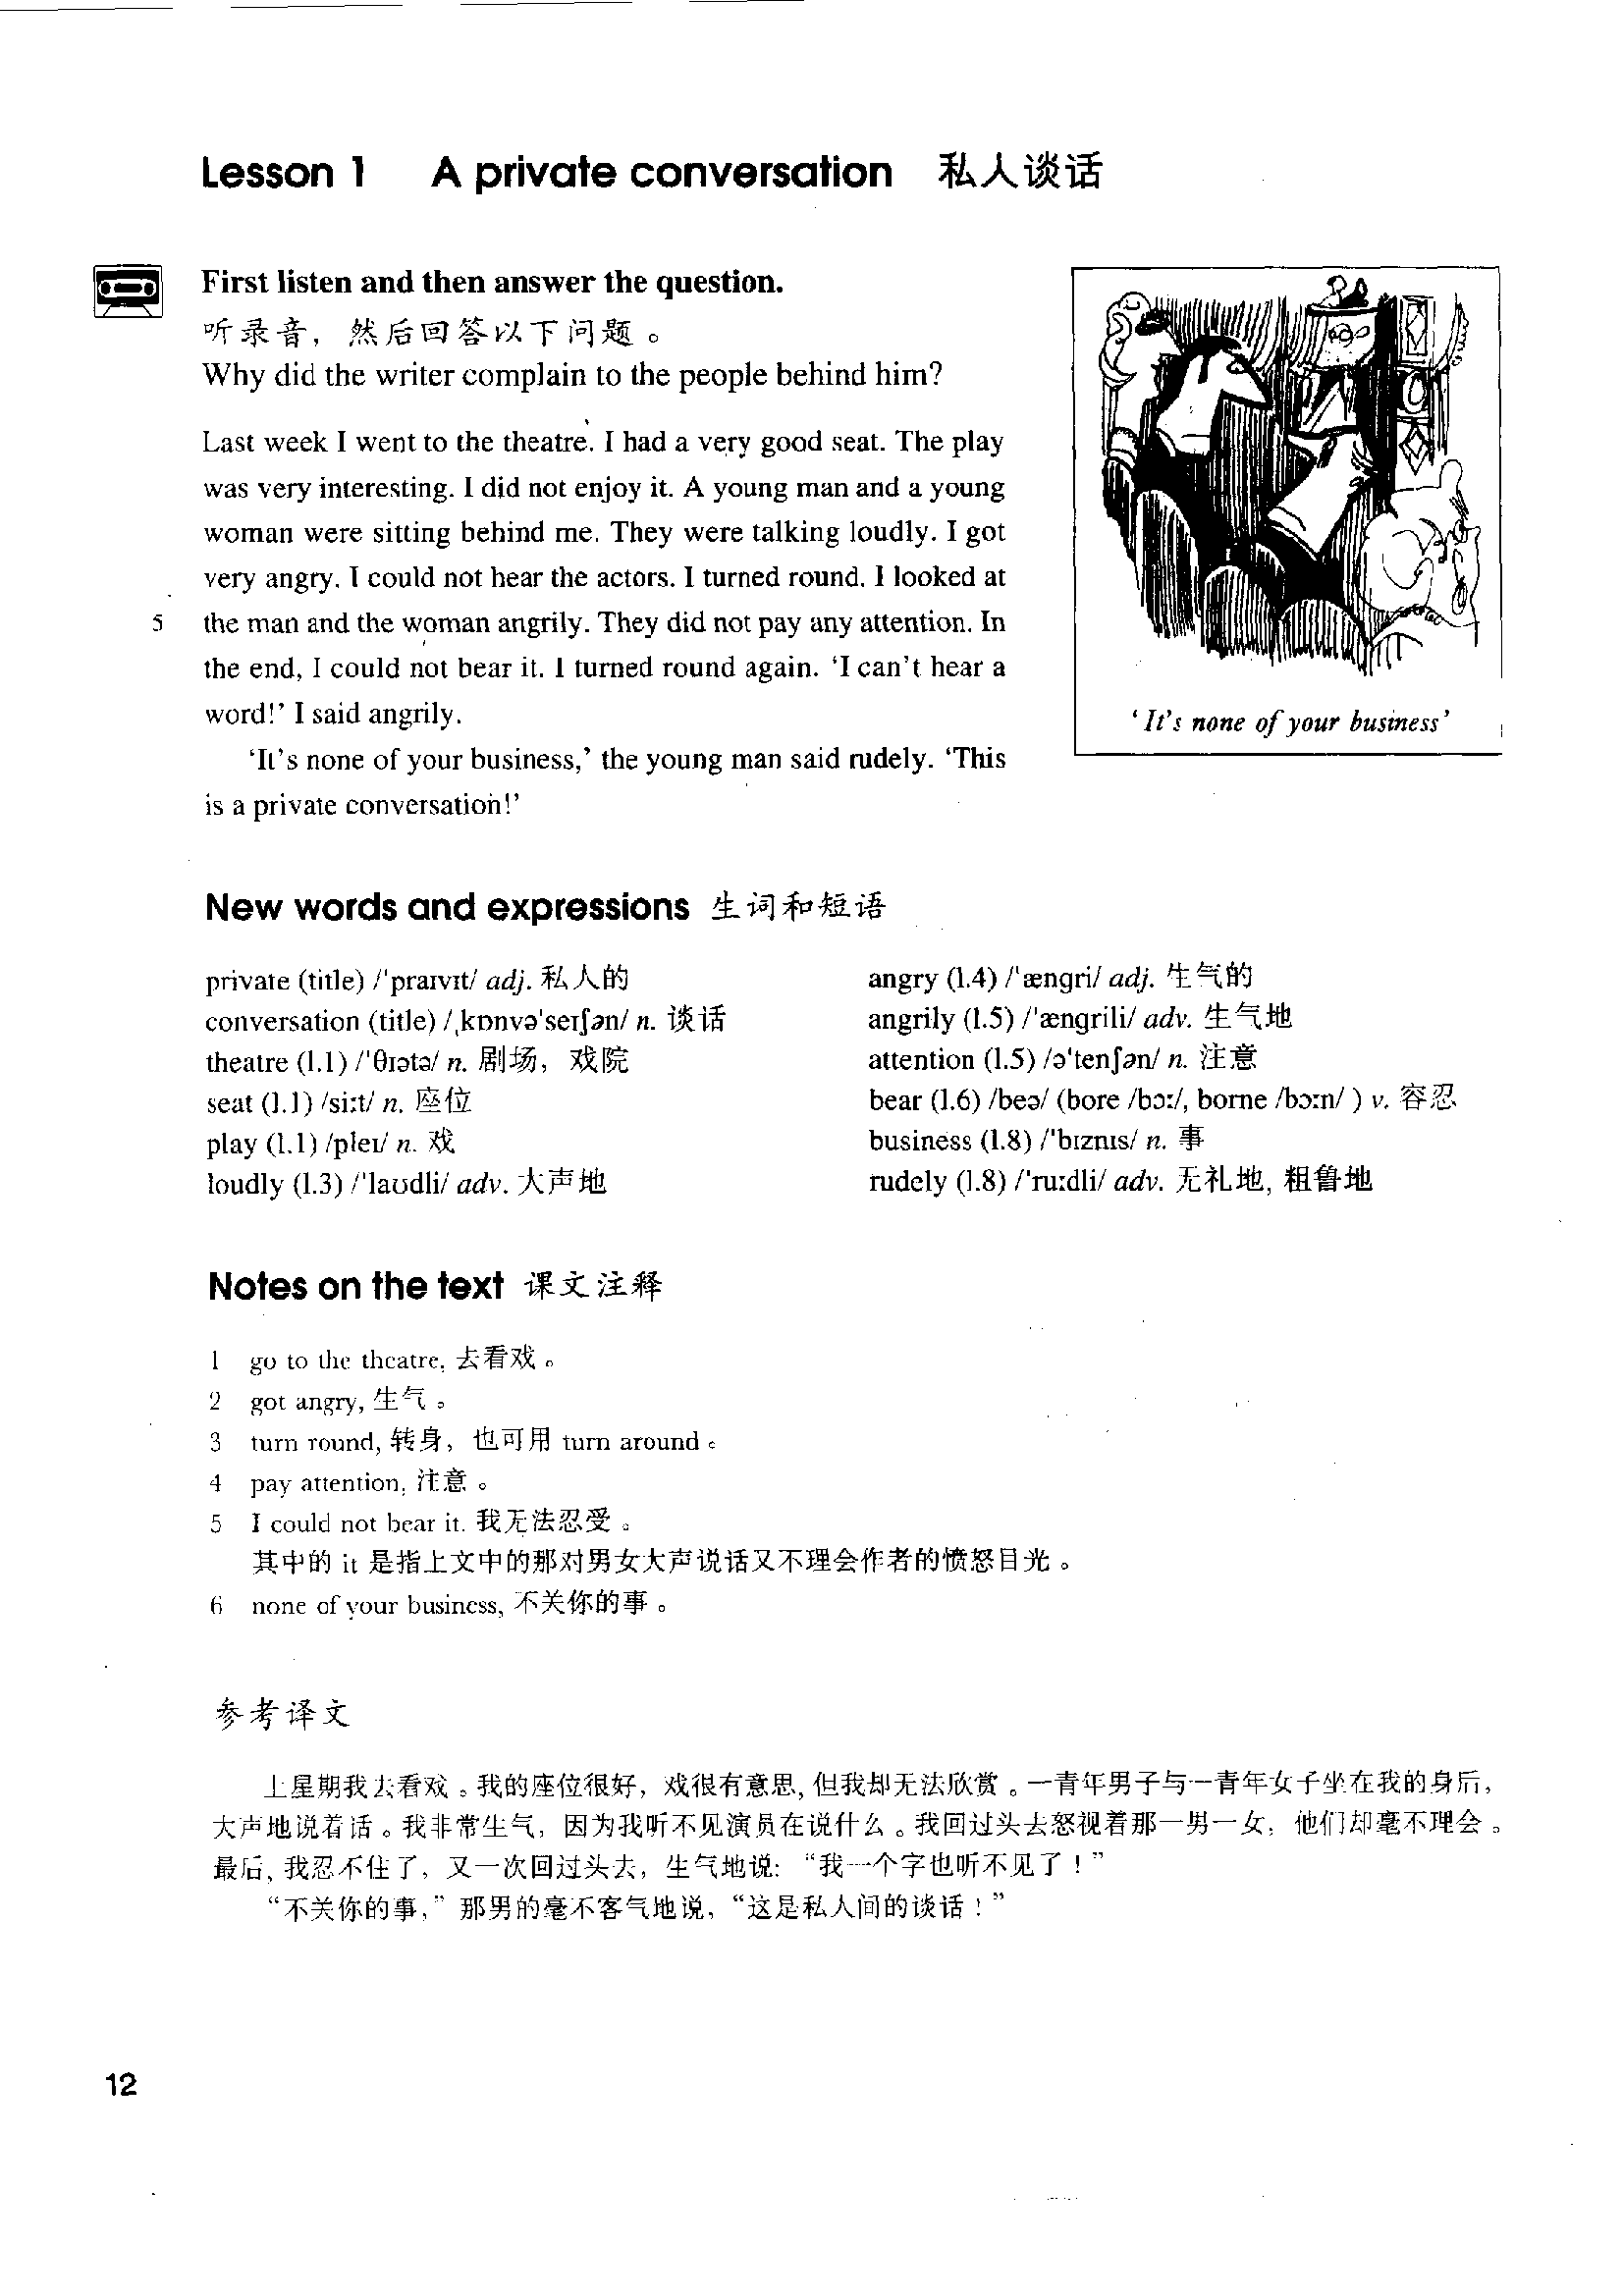 Lesson 1 A private conversation 私人谈话
First listen and then answer the question.
听录音，然后回答以下问题。
Why did the writer complain to the people behind him?
Last week I went to the theatre. I had a very good seat. The play
was very interesting. I did not enjoy it. A young man and a young
woman were sitting behind me. They were talking loudly. I got
very angry. I could not hear the actors. I turned round. I looked at
5 the man and the woman angrily. They did not pay any attention. In
the end, I could not bear it. I turned round again. ‘I can’t hear a
word!’ I said angrily.
‘It’s none of your business,’ the young man said rudely. ‘This
is a private conversation!’
‘It’s none of your business’
New words and expressions 生词和短语
private (title) /ˈpraɪvɪt/ adj. 私人的
conversation (title) /ˌkɒnvəˈseɪʃən/ n. 谈话
theatre (l.1) /ˈθɪətə/ n. 剧场，戏院
seat (l.1) /siːt/ n. 座位
play (l.1) /pleɪ/ n. 戏
loudly (l.3) /ˈlaʊdli/ adv. 大声地
angry (l.4) /ˈæŋgri/ adj. 生气的
angrily (l.5) /ˈæŋgrili/ adv. 生气地
attention (l.5) /əˈtenʃən/ n. 注意
bear (l.6) /beə/ (bore /bɔː/, borne /bɔːn/ ) v. 容忍
business (l.8) /ˈbɪznɪs/ n. 事
rudely (l.8) /ˈruːdli/ adv. 无礼地, 粗鲁地
Notes on the text 课文注释
1 go to the theatre, 去看戏。
2 got angry, 生气。
3 turn round, 转身，也可用 turn around。
4 pay attention, 注意。
5 I could not bear it. 我无法忍受。
其中的 it 是指上文中的那对男女大声说话又不理会作者的愤怒目光。
6 none of your business, 不关你的事。
参考译文
上星期我去看戏。我的座位很好，戏很有意思, 但我却无法欣赏。一青年男子与一青年女子坐在我的身后,
大声地说着话。我非常生气，因为我听不见演员在说什么。我回过头去怒视着那一男一女，他们却毫不理会。
最后, 我忍不住了，又一次回过头去，生气地说：“我一个字也听不见了！”
“不关你的事，” 那男的毫不客气地说，“这是私人间的谈话！”
12